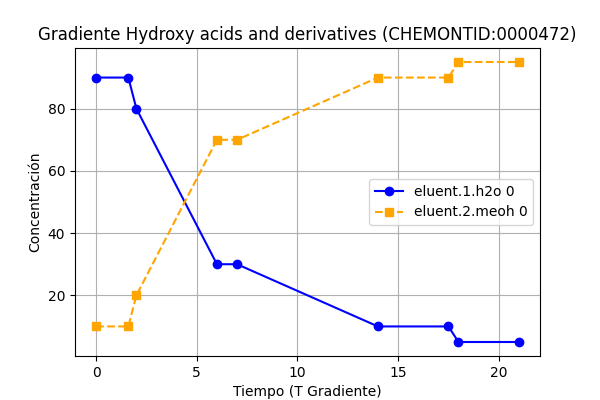 Gradiente Hydroxy acids and derivatives (CHEMONTID:0000472)
Concentración
80
60
40
20
eluent.1.h2o 0
eluent.2.meoh 0
0 5 10 15 20
Tiempo (T Gradiente)